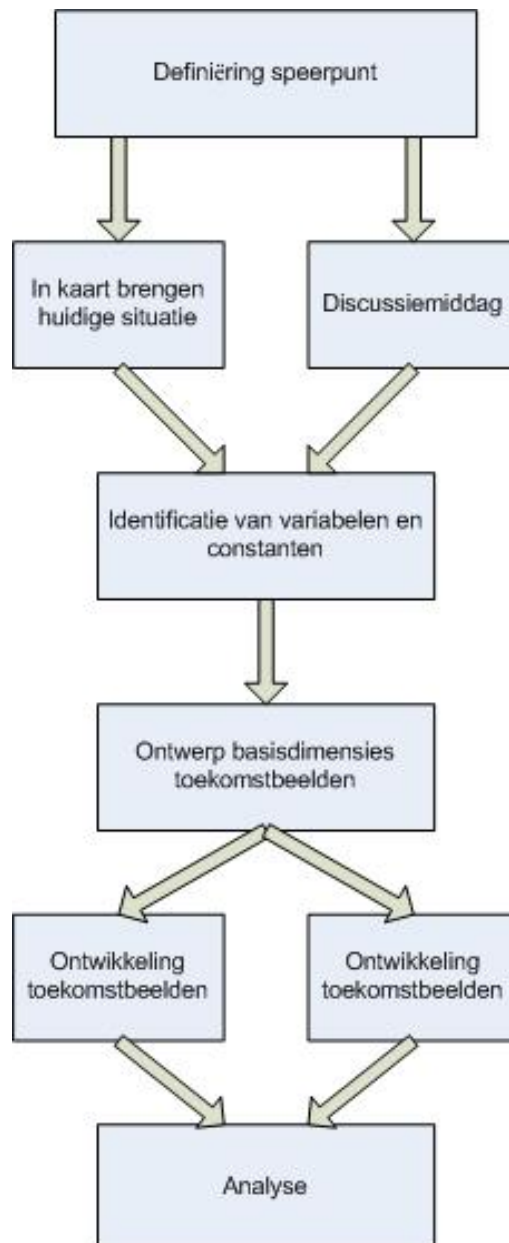 Definiëring speerpunt
In kaart brengen
huidige situatie
Discussiemiddag
Identificatie van variabelen en
constanten
Ontwerp basisdimensies
toekomstbeelden
Ontwikkeling
toekomstbeelden
Ontwikkeling
toekomstbeelden
Analyse